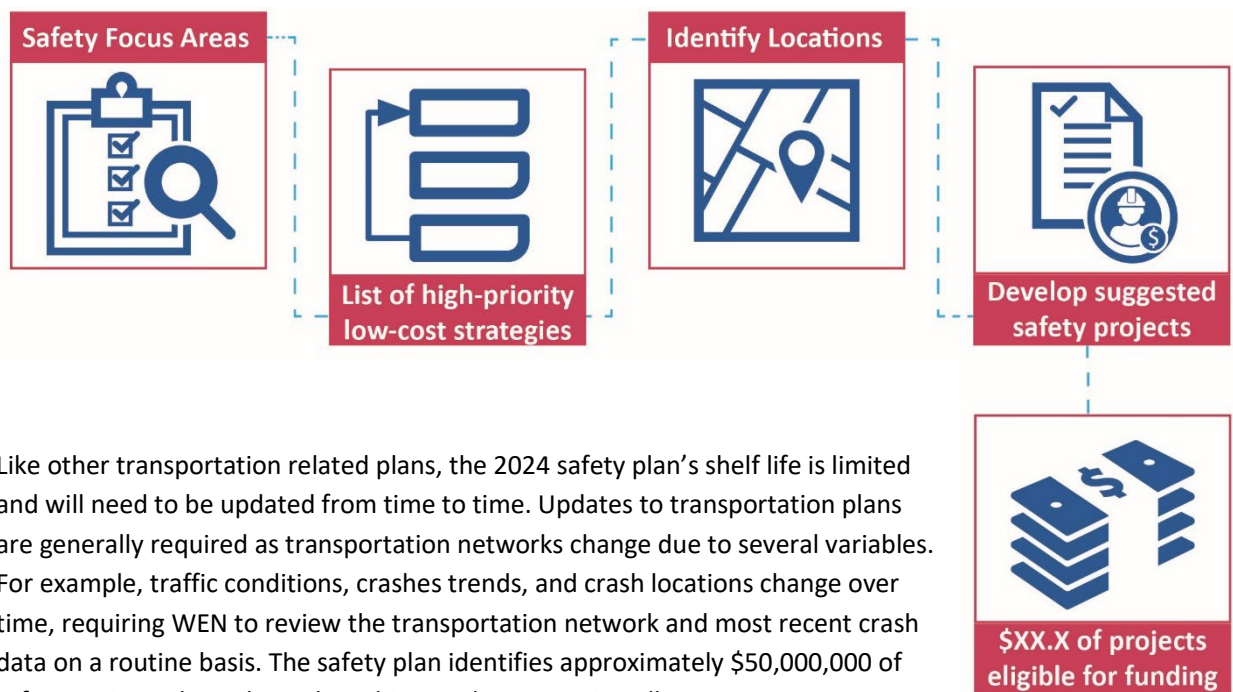 Safety Focus Areas
List of high-priority
low-cost strategies
Identify Locations
Develop suggested
safety projects
$
$
$XX.X of projects
eligible for funding
Like other transportation related plans, the 2024 safety plan's shelf life is limited
and will need to be updated from time to time. Updates to transportation plans
are generally required as transportation networks change due to several variables.
For example, traffic conditions, crashes trends, and crash locations change over
time, requiring WEN to review the transportation network and most recent crash
data on a routine basis. The safety plan identifies approximately $50,000,000 of